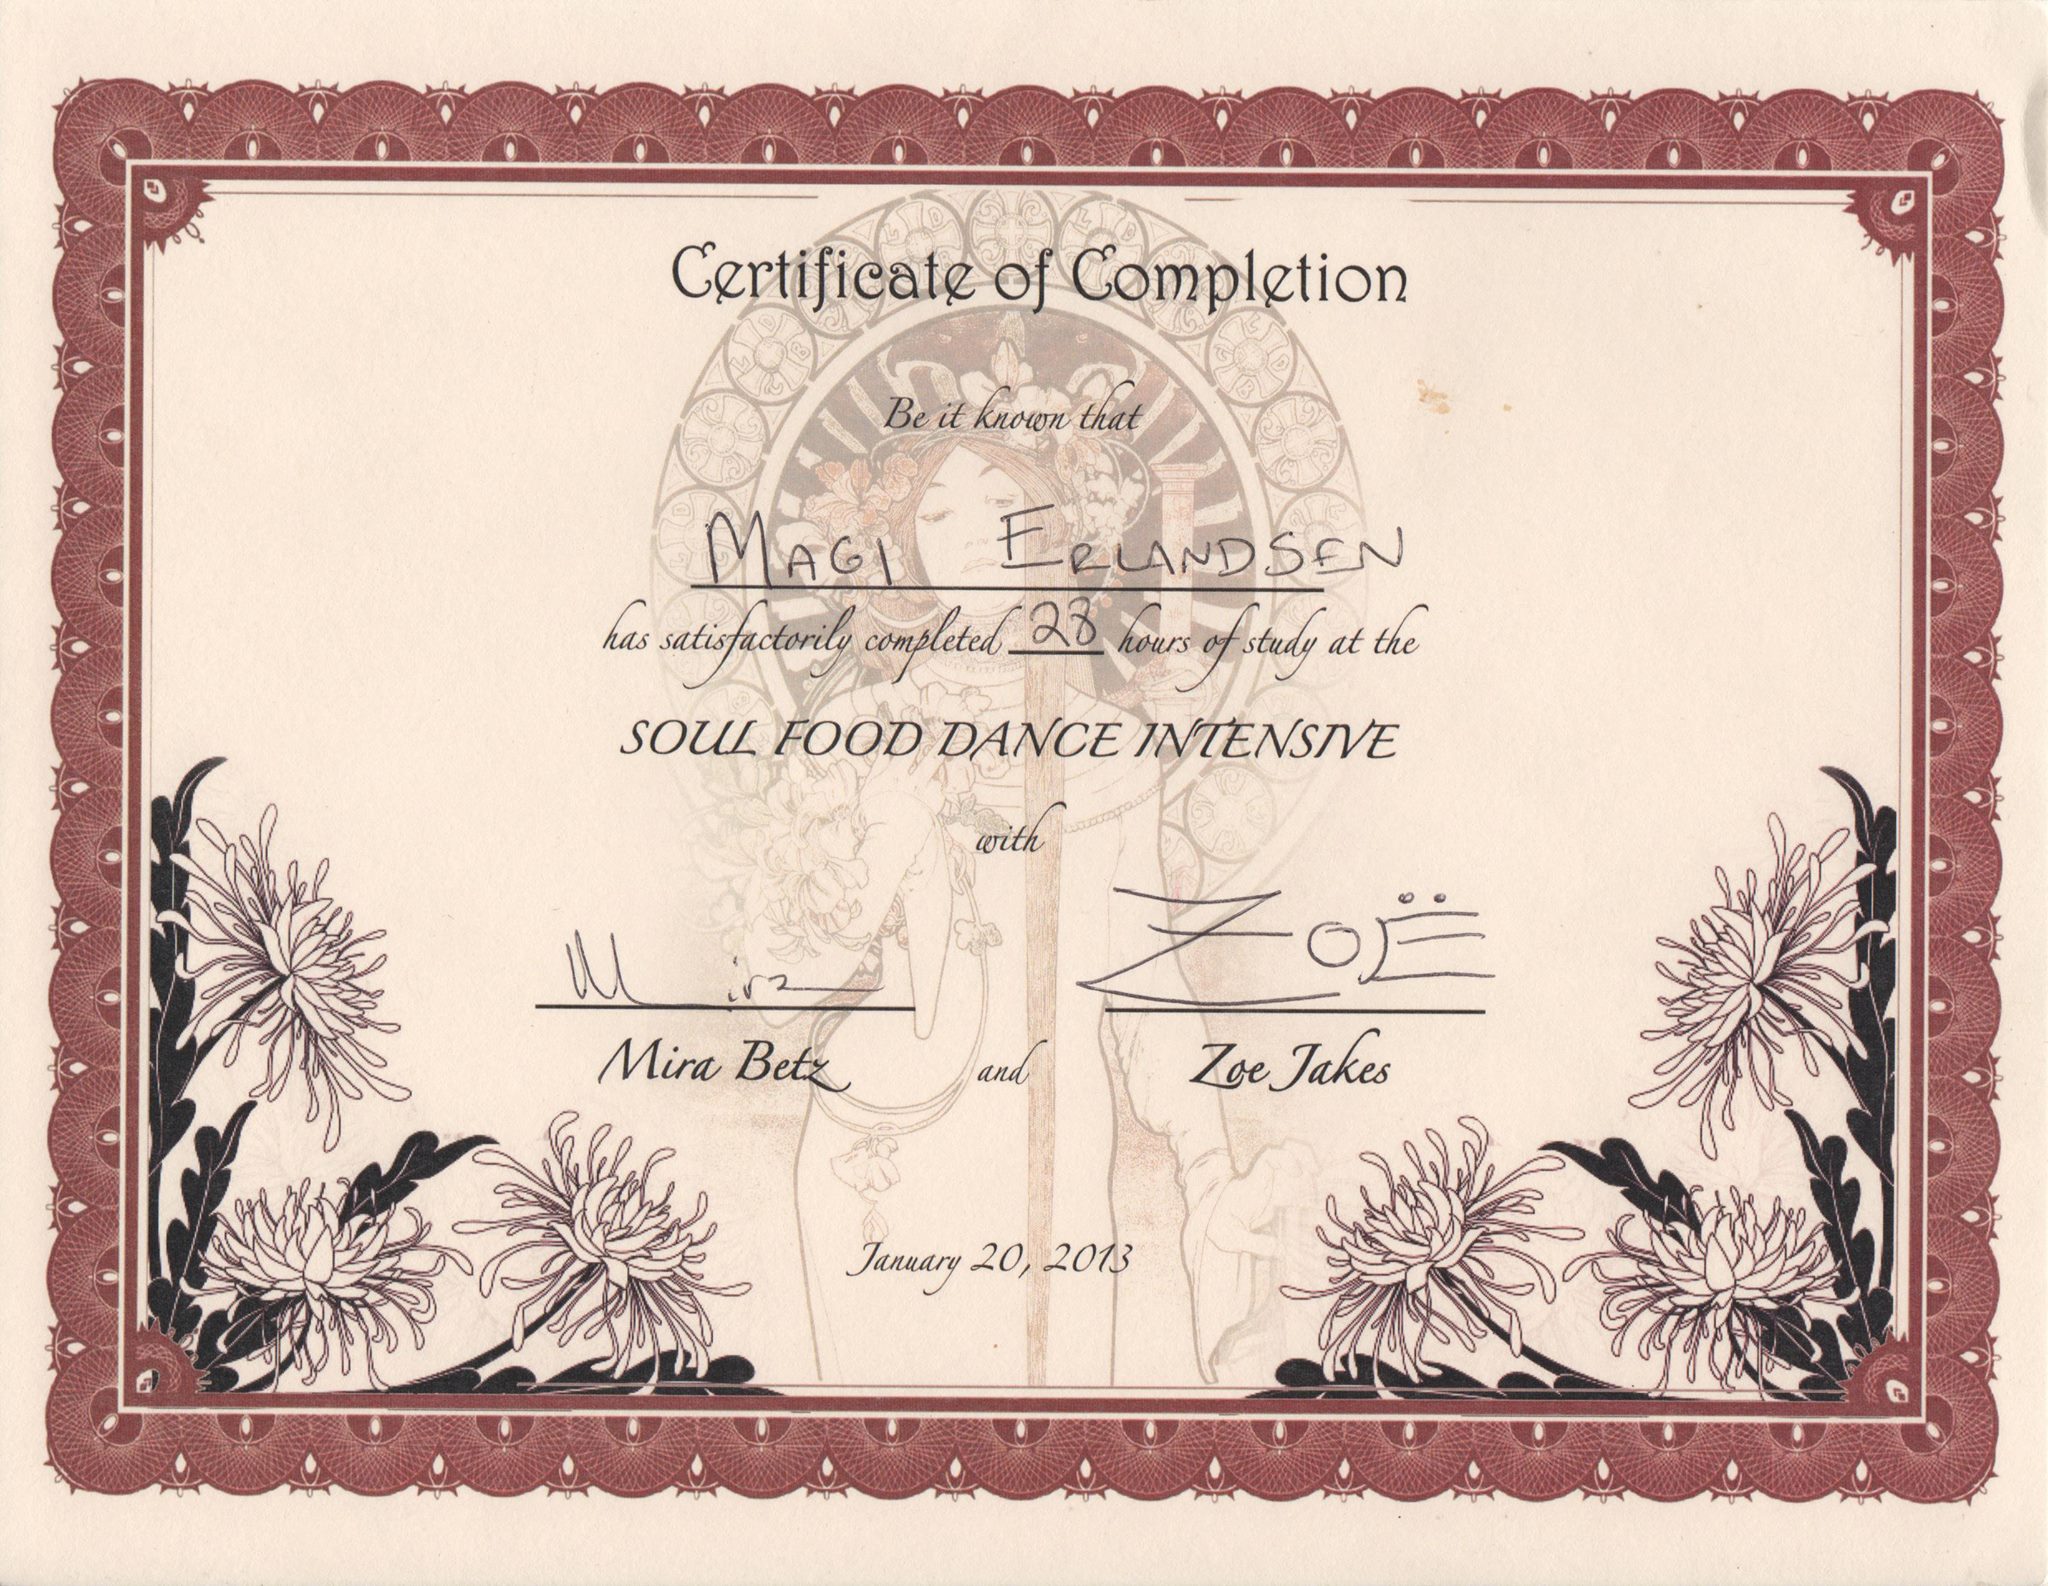 Certificate of Completion
Be it known that
MAGI ERLANDSEN
has satisfactorily completed 28 hours of study at the
SOUL FOOD DANCE INTENSIVE
with
Mira ZOË
Mira Betz and Zoe Jakes
January 20, 2013